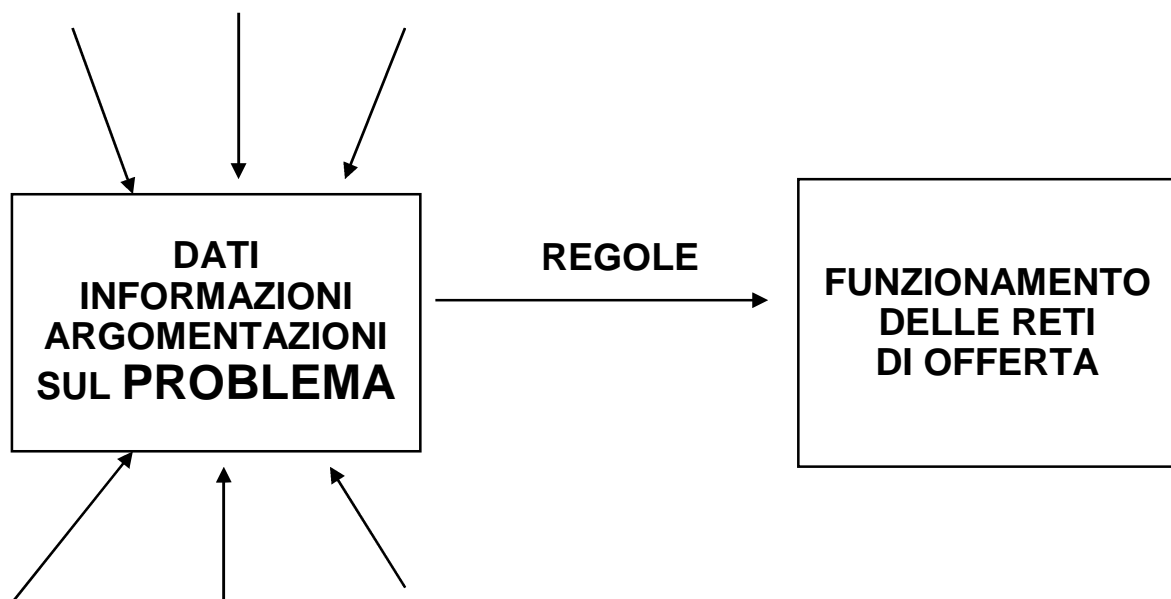 DATI
INFORMAZIONI
ARGOMENTAZIONI
SUL PROBLEMA
REGOLE
FUNZIONAMENTO
DELLE RETI
DI OFFERTA